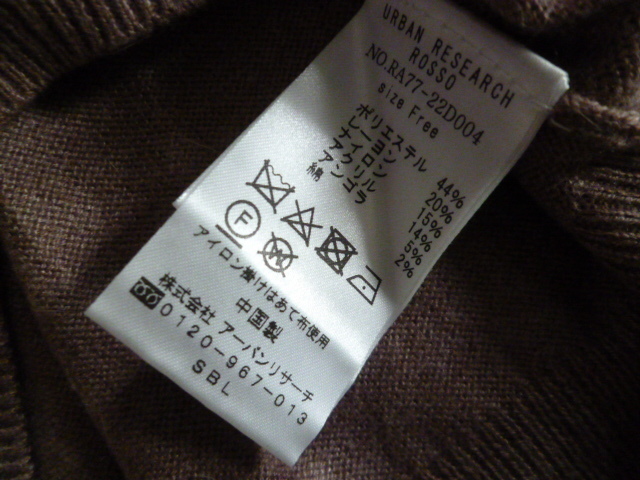 URBAN RESEARCH
ROSSO
NO.RA77-22D004
size Free
ポリエステル 44%
レーヨン 20%
ナイロン 15%
アクリル 14%
綿 5%
アンゴラ 2%
F
W
アイロン掛けはあて布使用
中国製
株式会社 アーバンリサーチ
0120-967-013
SBL